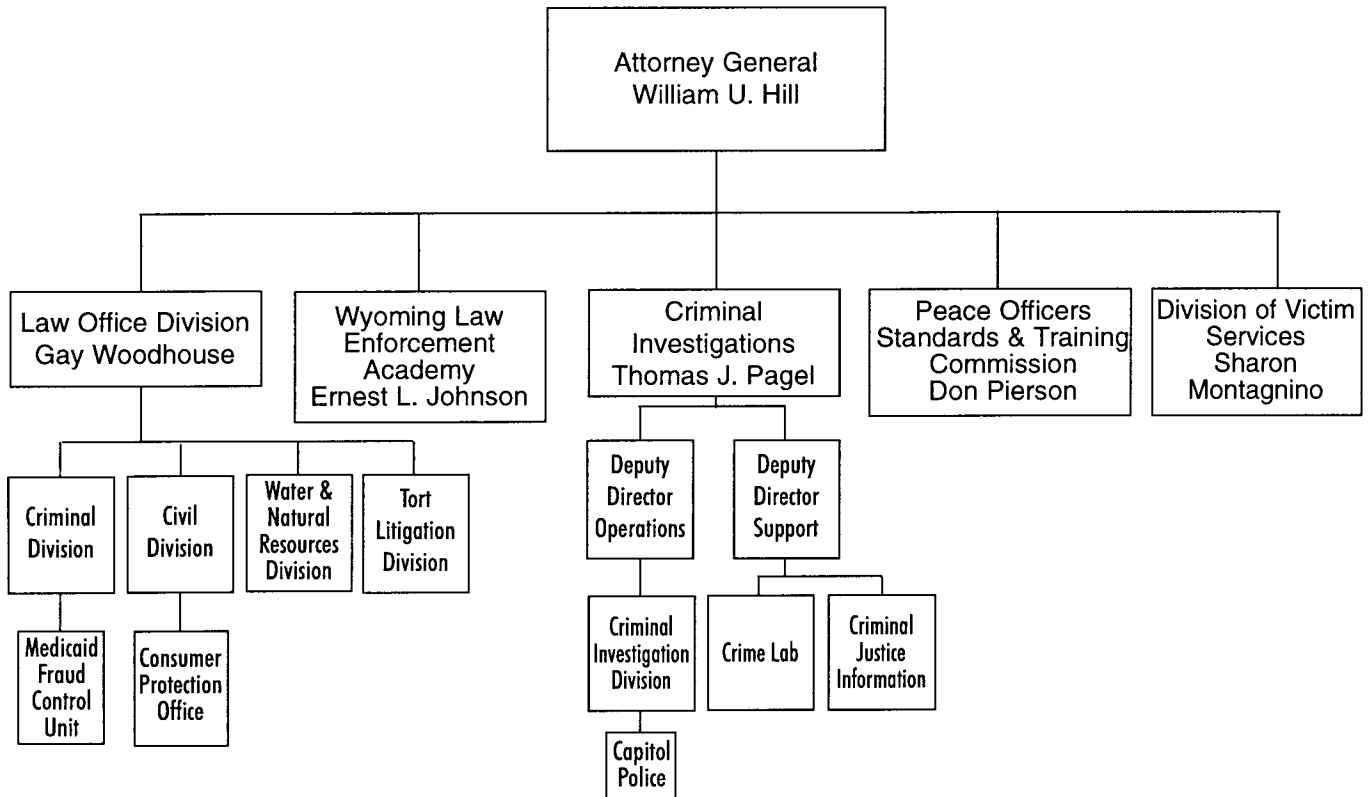 Attorney General
William U. Hill
Law Office Division
Gay Woodhouse
Wyoming Law
Enforcement
Academy
Ernest L. Johnson
Criminal
Investigations
Thomas J. Pagel
Peace Officers
Standards & Training
Commission
Don Pierson
Division of Victim
Services
Sharon
Montagnino
Criminal
Division
Civil
Division
Water &
Natural
Resources
Division
Tort
Litigation
Division
Deputy
Director
Operations
Deputy
Director
Support
Medicaid
Fraud
Control
Unit
Consumer
Protection
Office
Criminal
Investigation
Division
Crime Lab
Criminal
Justice
Information
Capitol
Police